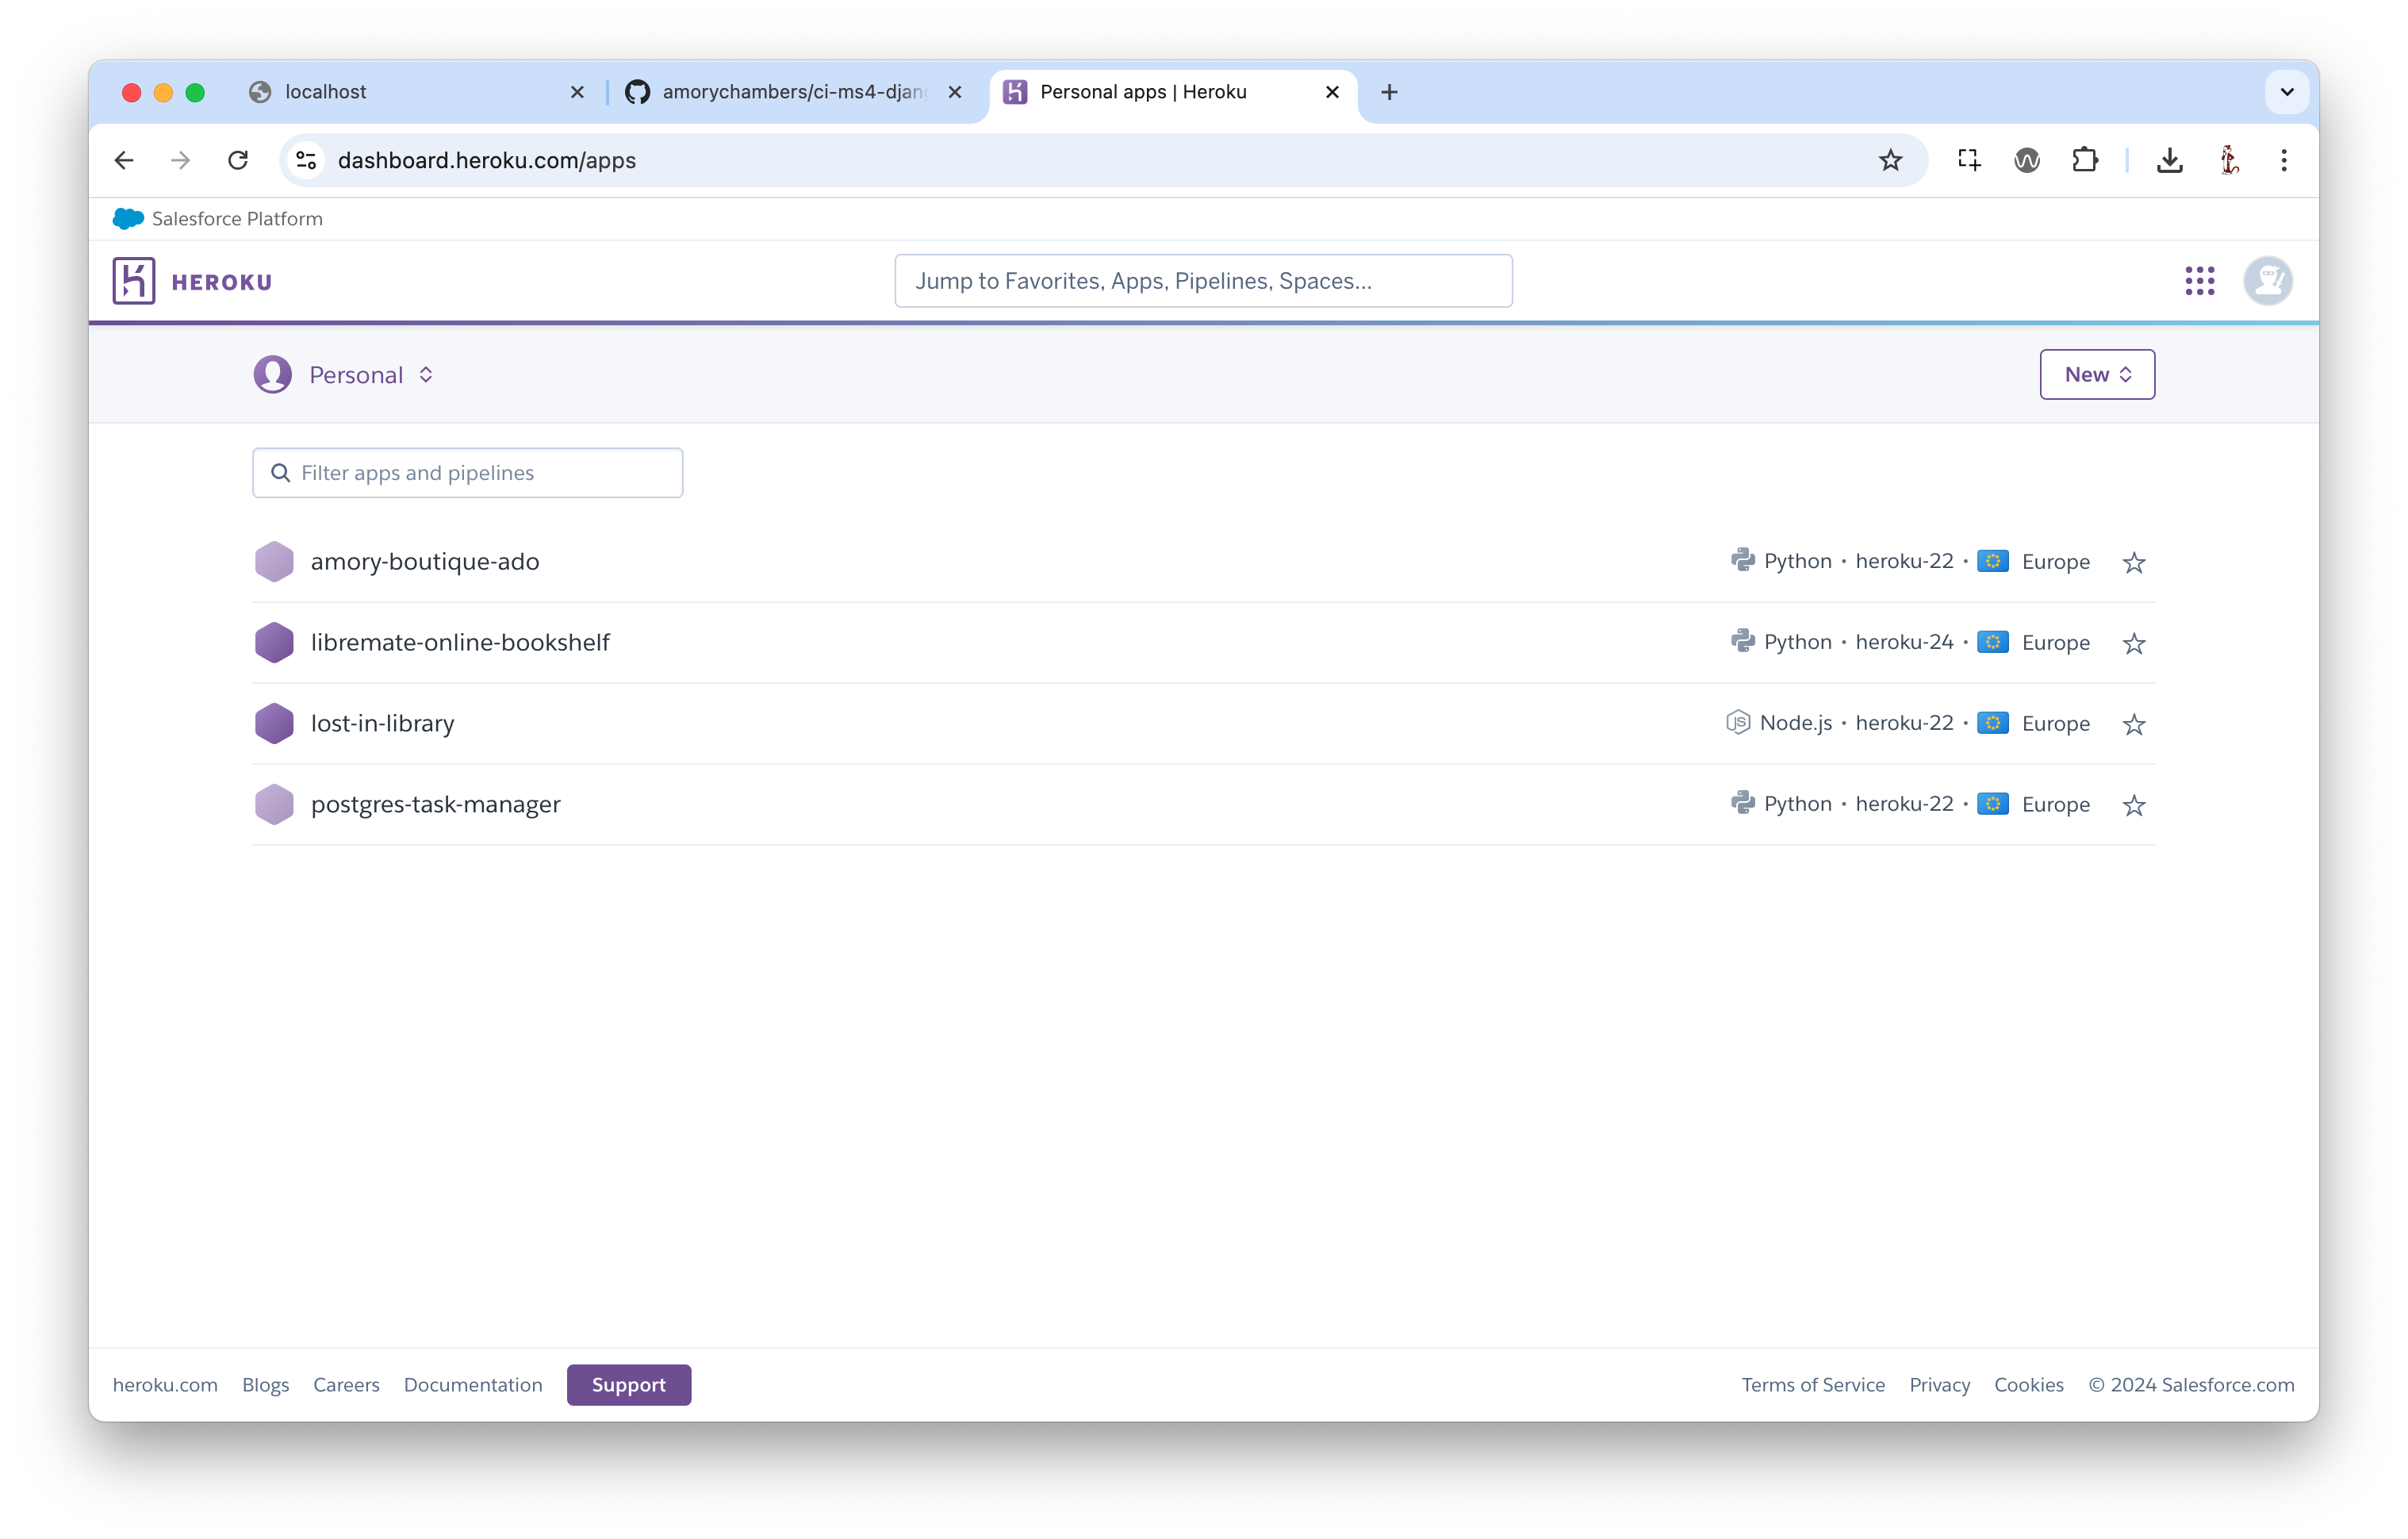 localhost
amorychambers/ci-ms4-djan
Personal apps | Heroku
dashboard.heroku.com/apps
Salesforce Platform
HEROKU
Jump to Favorites, Apps, Pipelines, Spaces...
Personal
New
Filter apps and pipelines
amory-boutique-ado Python • heroku-22 • Europe
libremate-online-bookshelf Python • heroku-24 • Europe
lost-in-library JS Node.js • heroku-22 • Europe
postgres-task-manager Python • heroku-22 • Europe
heroku.com Blogs Careers Documentation Support Terms of Service Privacy Cookies © 2024 Salesforce.com